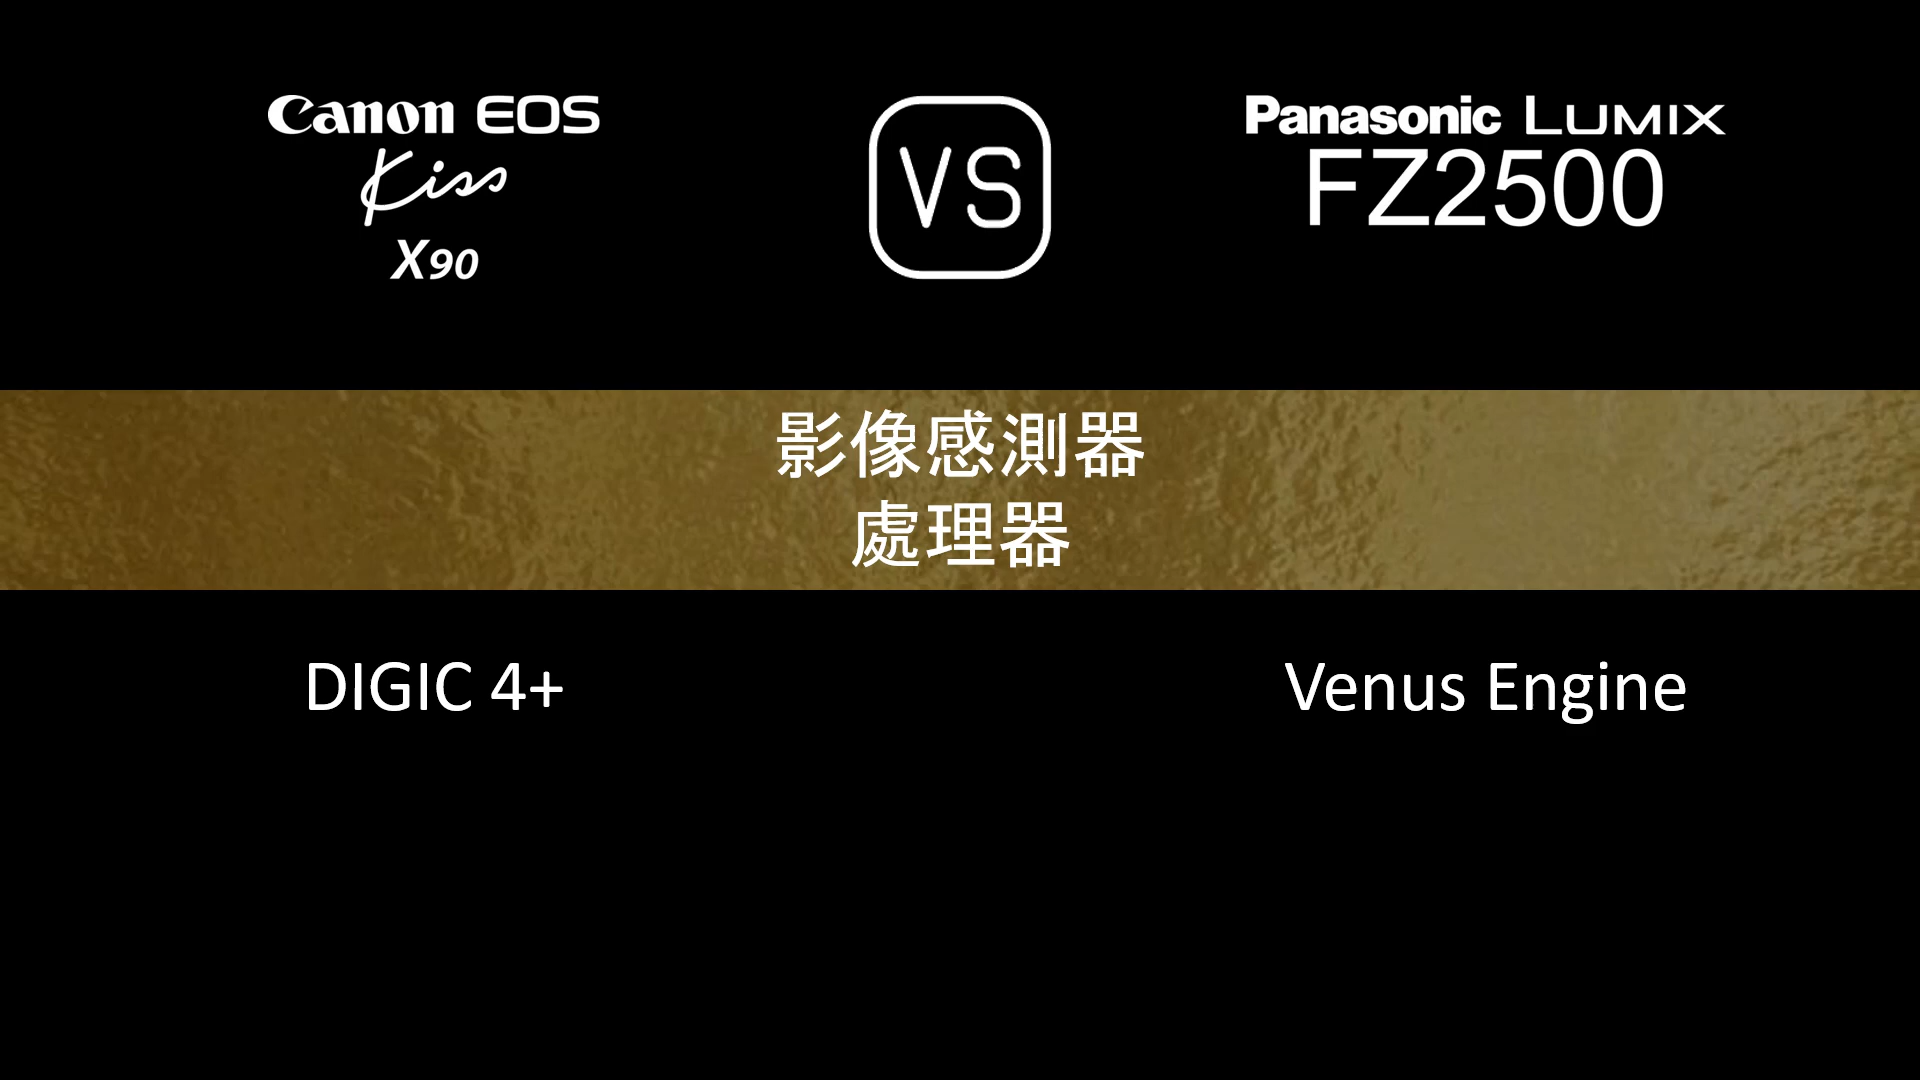 Canon EOS
Kiss
X90
VS
Panasonic LUMIX
FZ2500
影像感測器
處理器
DIGIC 4+
Venus Engine